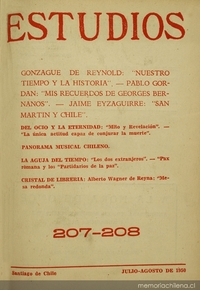 ESTUDIOS
GONZAGUE DE REYNOLD: "NUESTRO
TIEMPO Y LA HISTORIA". — PABLO GOR-
DAN: "MIS RECUERDOS DE GEORGES BER-
NANOS". — JAIME EYZAGUIRRE: "SAN
MARTIN Y CHILE".
DEL OCIO Y LA ETERNIDAD: "Mito y Revelación". —
"La única actitud capaz de conjurar la muerte".
PANORAMA MUSICAL CHILENO.
LA AGUJA DEL TIEMPO: "Los dos extranjeros". — "Pax
romana y los "Partidarios de la paz".
CRISTAL DE LIBRERIA: Alberto Wagner de Reyna: "Me-
sa redonda".
207-208
Santiago de Chile
JULIO-AGOSTO DE 1950
memoriachilena.cl